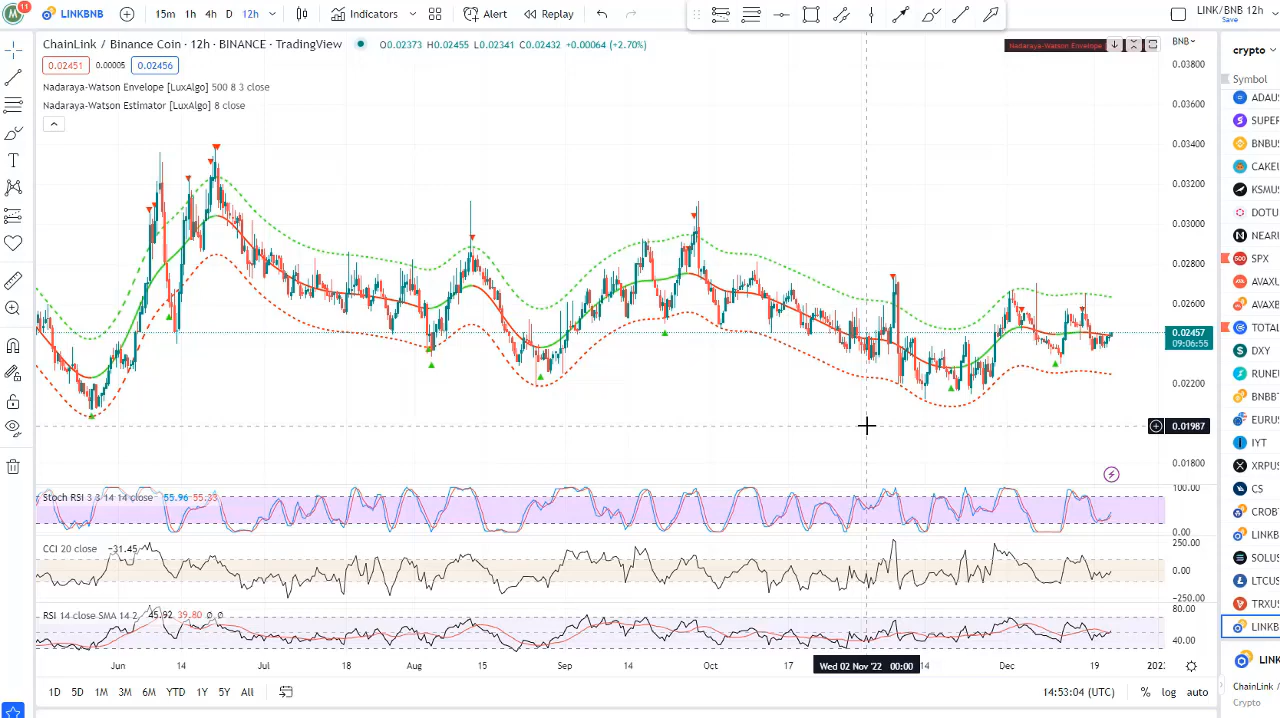 M 11 LINKBNB 15m 1h 4h D 12h Indicators Alert Replay LINK/BNB 12h
Save
ChainLink / Binance Coin · 12h · BINANCE · TradingView O0.02373 H0.02455 L0.02341 C0.02432 +0.00064 (+2.70%)
Nadaraya-Watson Envelope
BNB
crypto
0.02451 0.00005 0.02456
Nadaraya-Watson Envelope [LuxAlgo] 500 8 3 close
Nadaraya-Watson Estimator [LuxAlgo] 8 close
0.03800
0.03600
0.03400
0.03200
0.03000
0.02800
0.02600
0.02457
09:06:55
0.02200
0.01987
0.01800
Stoch RSI 3 3 14 14 close 55.96 55.33
100.00
0.00
CCI 20 close −31.45
250.00
0.00
−250.00
RSI 14 close SMA 14 2 45.92 39.80 ∅ ∅
80.00
40.00
Jun 14 Jul 18 Aug 15 Sep 14 Oct 17 Wed 02 Nov '22 00:00 14 Dec 19 202
1D 5D 1M 3M 6M YTD 1Y 5Y All 14:53:04 (UTC) % log auto
Symbol
ADAUS
SUPER
BNBUS
CAKEU
KSMUS
DOTU
NEAR
500 SPX
AVAXU
AVAXE
TOTAL
DXY
RUNEU
BNBB
EURUS
IYT
XRPUS
CS
CROBT
LINKB
SOLUS
LTCUS
TRXUS
LINKB
LINK
ChainLink /
Crypto